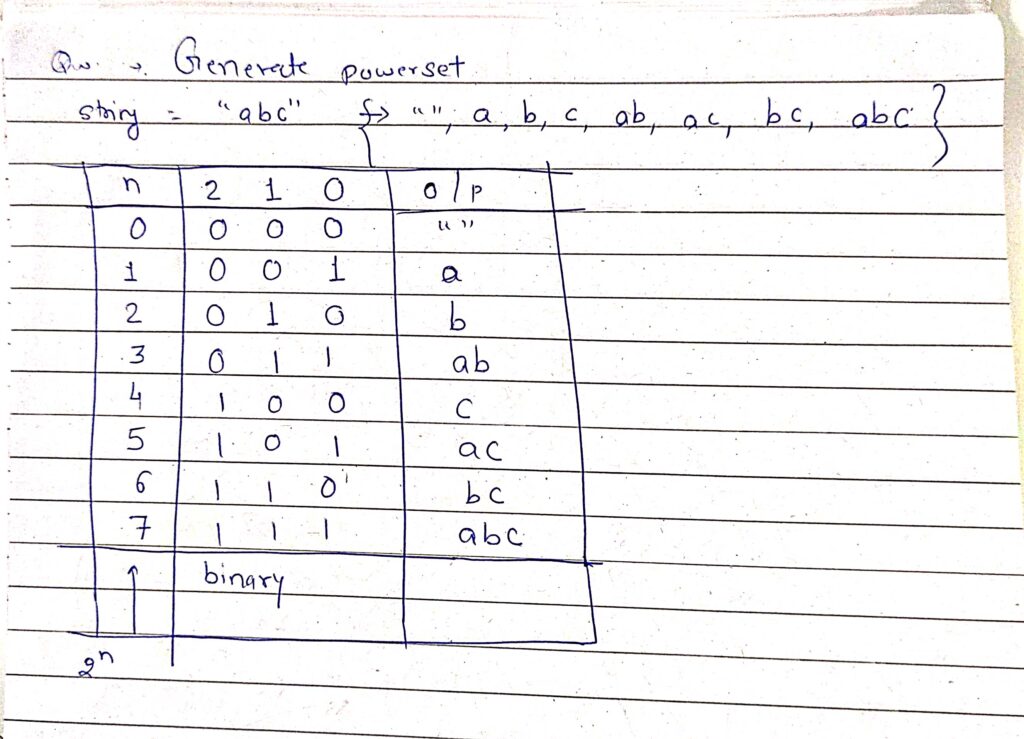 Qu. → Generate powerset
string = "abc" { → "", a, b, c, ab, ac, bc, abc }
n 2 1 0 o/p
0 0 0 0 ""
1 0 0 1 a
2 0 1 0 b
3 0 1 1 ab
4 1 0 0 c
5 1 0 1 ac
6 1 1 0 bc
7 1 1 1 abc
↑ binary
2ⁿ